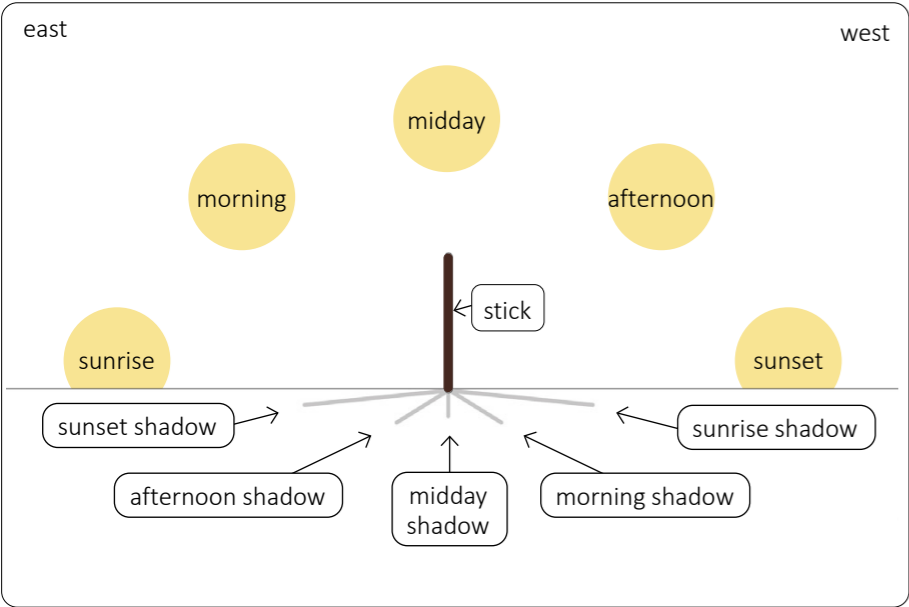 east
west
midday
morning
afternoon
stick
sunrise
sunset
sunset shadow
sunrise shadow
afternoon shadow
midday
shadow
morning shadow